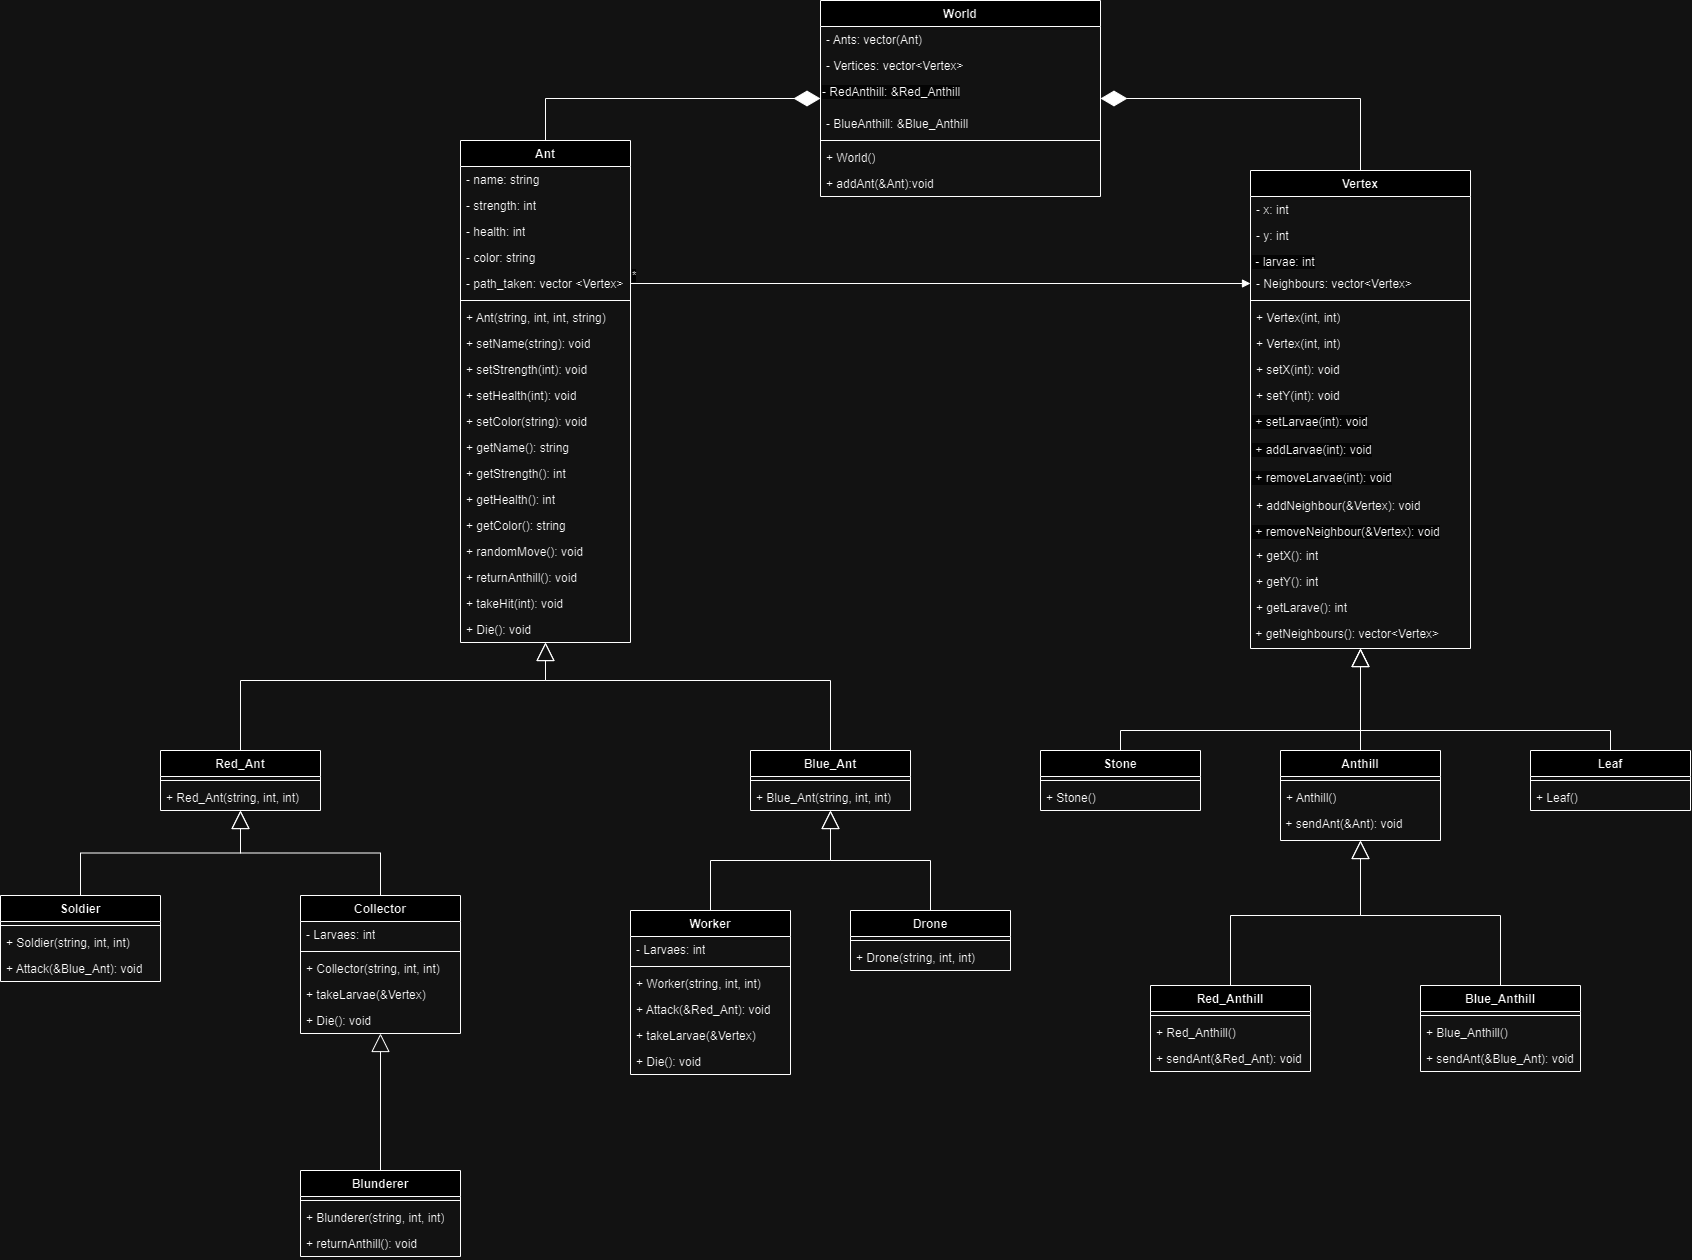 World
- Ants: vector(Ant)
- Vertices: vector<Vertex>
- RedAnthill: &Red_Anthill
- BlueAnthill: &Blue_Anthill
+ World()
+ addAnt(&Ant):void
Ant
- name: string
- strength: int
- health: int
- color: string
- path_taken: vector <Vertex>
*
+ Ant(string, int, int, string)
+ setName(string): void
+ setStrength(int): void
+ setHealth(int): void
+ setColor(string): void
+ getName(): string
+ getStrength(): int
+ getHealth(): int
+ getColor(): string
+ randomMove(): void
+ returnAnthill(): void
+ takeHit(int): void
+ Die(): void
Vertex
- x: int
- y: int
- larvae: int
- Neighbours: vector<Vertex>
+ Vertex(int, int)
+ Vertex(int, int)
+ setX(int): void
+ setY(int): void
+ setLarvae(int): void
+ addLarvae(int): void
+ removeLarvae(int): void
+ addNeighbour(&Vertex): void
+ removeNeighbour(&Vertex): void
+ getX(): int
+ getY(): int
+ getLarave(): int
+ getNeighbours(): vector<Vertex>
Red_Ant
+ Red_Ant(string, int, int)
Blue_Ant
+ Blue_Ant(string, int, int)
Stone
+ Stone()
Anthill
+ Anthill()
+ sendAnt(&Ant): void
Leaf
+ Leaf()
Soldier
+ Soldier(string, int, int)
+ Attack(&Blue_Ant): void
Collector
- Larvaes: int
+ Collector(string, int, int)
+ takeLarvae(&Vertex)
+ Die(): void
Worker
- Larvaes: int
+ Worker(string, int, int)
+ Attack(&Red_Ant): void
+ takeLarvae(&Vertex)
+ Die(): void
Drone
+ Drone(string, int, int)
Red_Anthill
+ Red_Anthill()
+ sendAnt(&Red_Ant): void
Blue_Anthill
+ Blue_Anthill()
+ sendAnt(&Blue_Ant): void
Blunderer
+ Blunderer(string, int, int)
+ returnAnthill(): void